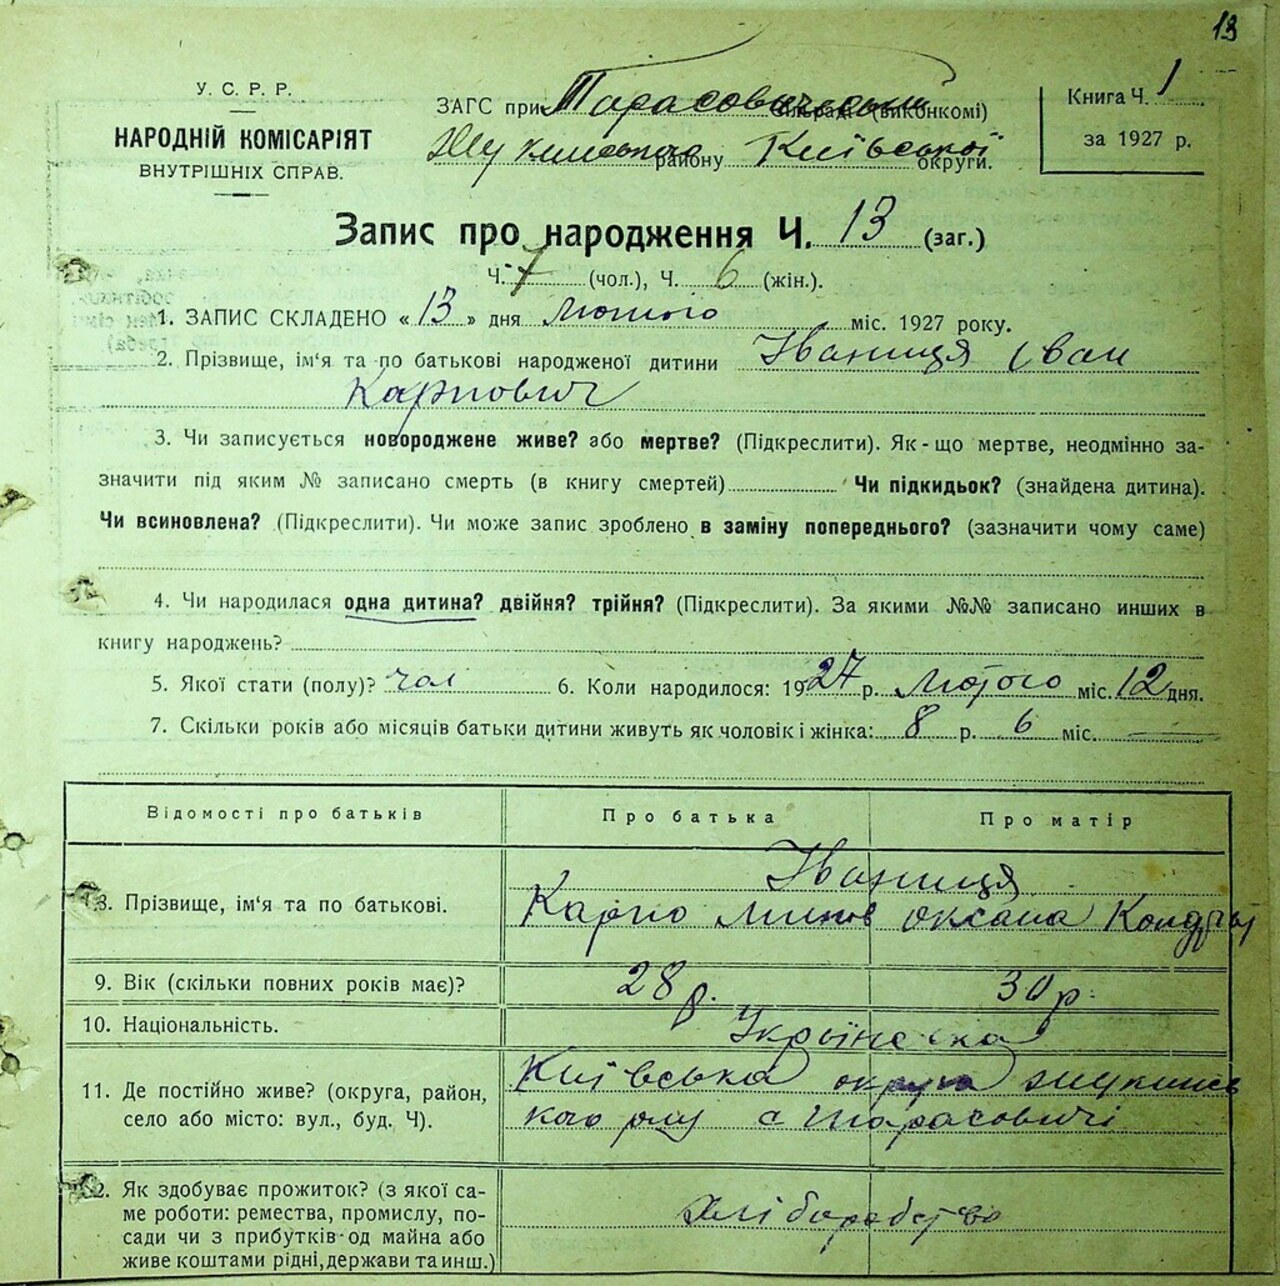 13
У. С. Р. Р.
НАРОДНІЙ КОМІСАРІЯТ
ВНУТРІШНІХ СПРАВ.
ЗАГС при Тарасовичськім сільраді (виконкомі)
Жукинського району Київської округи.
Книга Ч. 1
за 1927 р.
Запис про народження Ч. 13 (заг.)
Ч. 7 (чол.), Ч. 6 (жін.).
1. ЗАПИС СКЛАДЕНО « 13 » дня Лютого міс. 1927 року.
2. Прізвище, ім'я та по батькові народженої дитини Іваниця Іван
Карпович
3. Чи записується новороджене живе? або мертве? (Підкреслити). Як-що мертве, неодмінно за-
значити під яким № записано смерть (в книгу смертей) Чи підкидьок? (знайдена дитина).
Чи всиновлена? (Підкреслити). Чи може запис зроблено в заміну попереднього? (зазначити чому саме)
4. Чи народилася одна дитина? двійня? трійня? (Підкреслити). За якими №№ записано инших в
книгу народжень?
5. Якої стати (полу)? чол 6. Коли народилося: 1927 р. Лютого міс. 12 дня.
7. Скільки років або місяців батьки дитини живуть як чоловік і жінка: 8 р. 6 міс. —
Відомості про батьків Про батька Про матір
Іваниця
8. Прізвище, ім'я та по батькові. Карпо Минов Оксана
9. Вік (скільки повних років має)? 28 р. 30 р.
10. Національність. Українська
11. Де постійно живе? (округа, район,
село або місто: вул., буд. Ч).
Київська округа Жукинсь
кого рну с Тарасовичі
12. Як здобуває прожиток? (з якої са-
ме роботи: ремества, промислу, по-
сади чи з прибутків од майна або
живе коштами рідні, держави та инш.)
Хліборобство